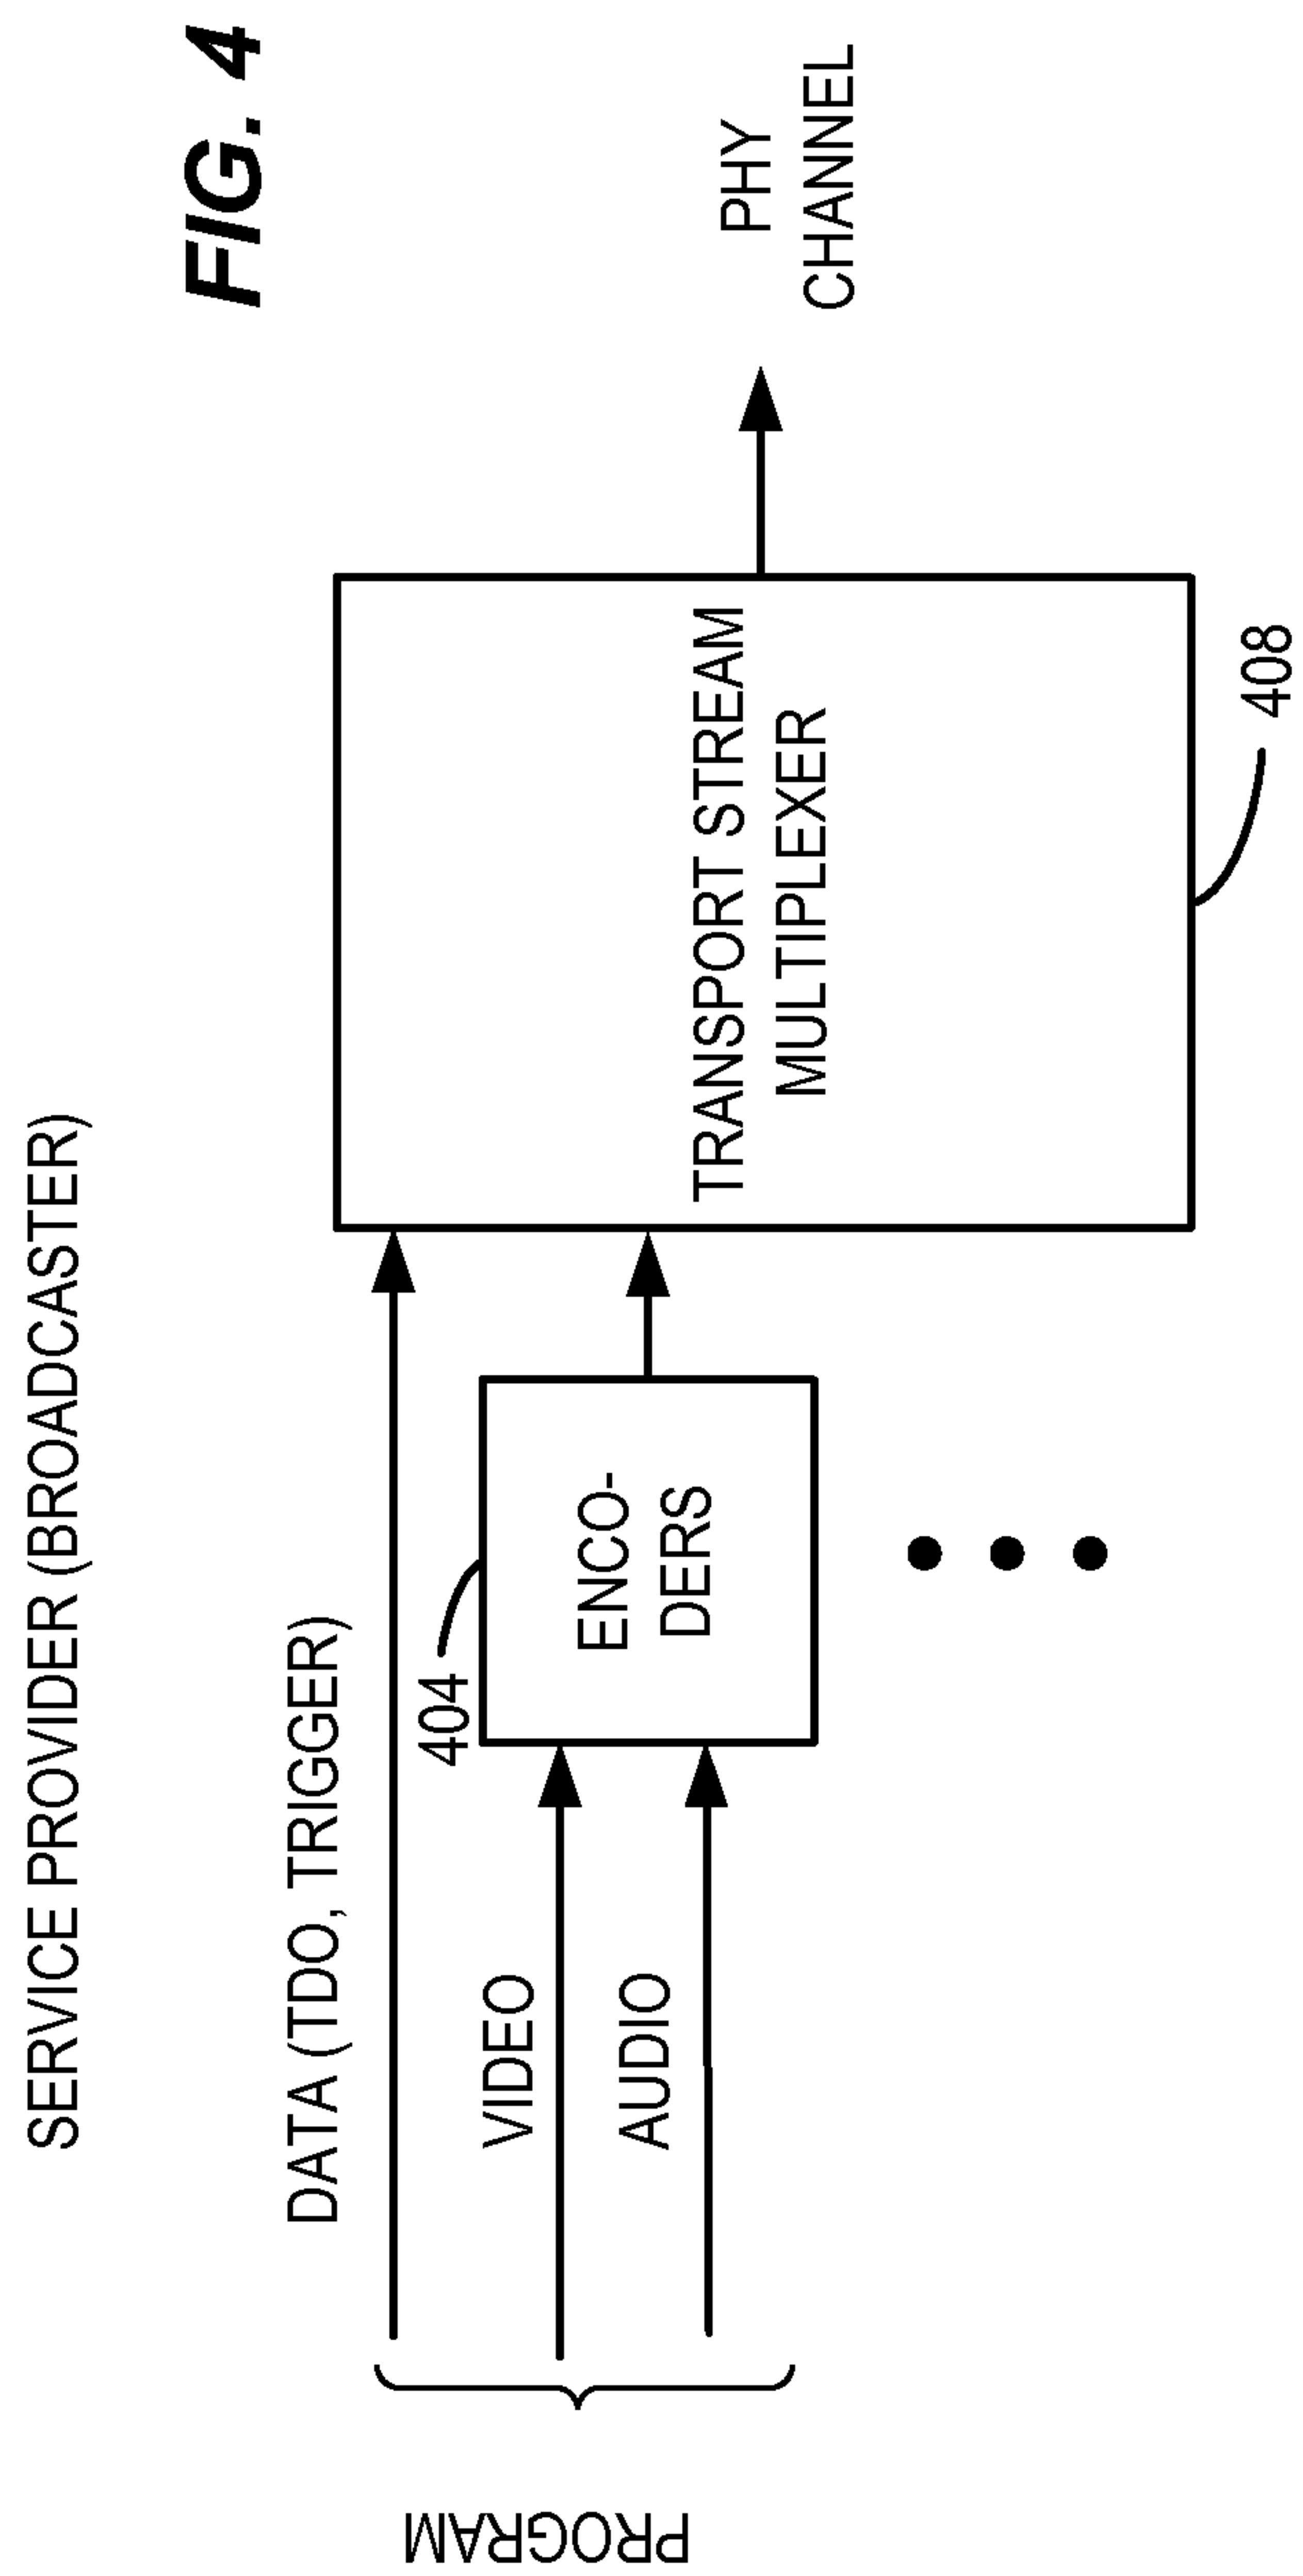 SERVICE PROVIDER (BROADCASTER)
FIG. 4
DATA (TDO, TRIGGER)
404
VIDEO
AUDIO
PROGRAM
ENCO-
DERS
TRANSPORT STREAM
MULTIPLEXER
408
PHY
CHANNEL